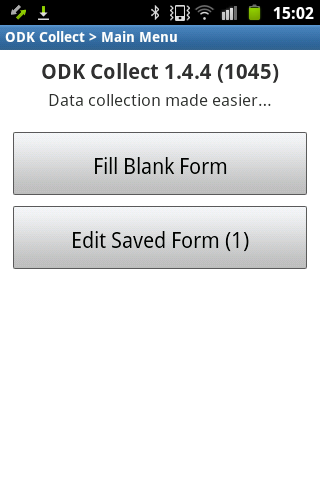 15:02
ODK Collect > Main Menu
ODK Collect 1.4.4 (1045)
Data collection made easier...
Fill Blank Form
Edit Saved Form (1)